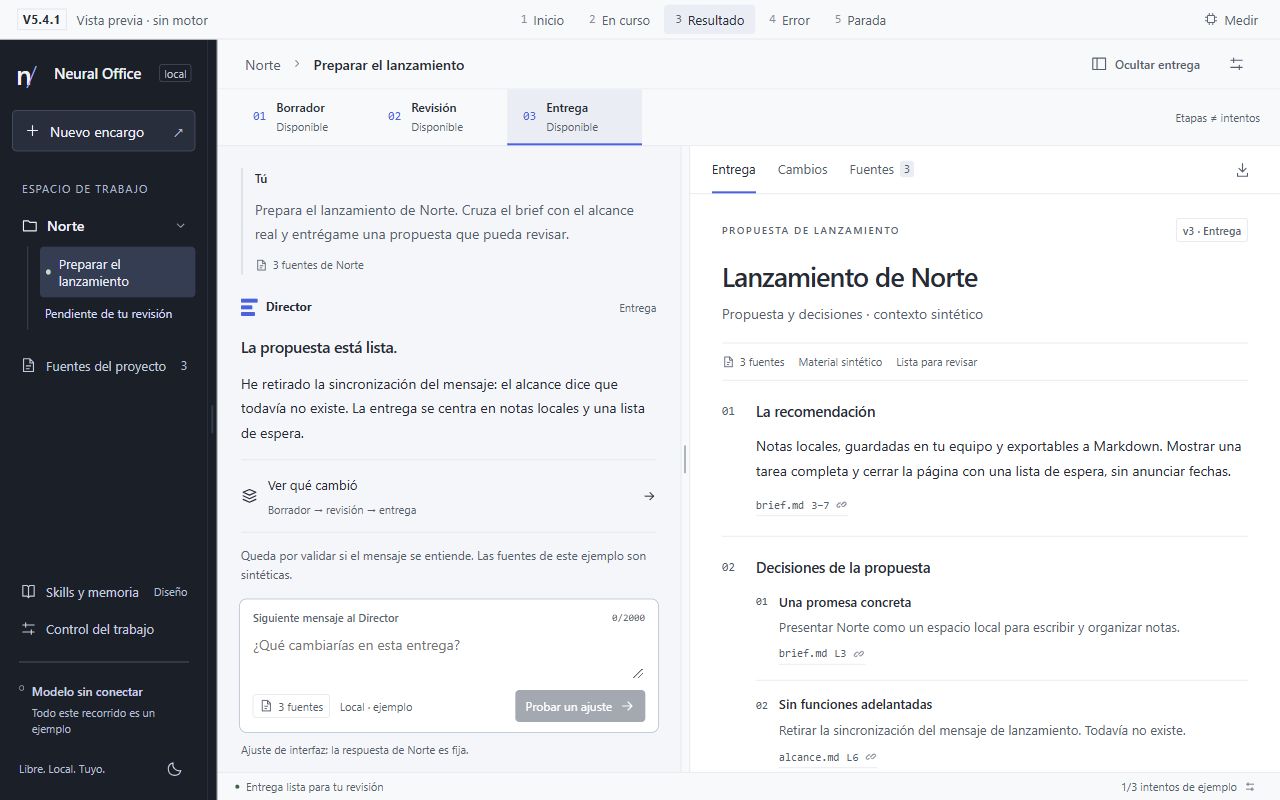 V5.4.1 Vista previa · sin motor
1 Inicio 2 En curso 3 Resultado 4 Error 5 Parada
Medir
n/ Neural Office local
+ Nuevo encargo ↗
ESPACIO DE TRABAJO
Norte
Preparar el
lanzamiento
Pendiente de tu revisión
Fuentes del proyecto 3
Skills y memoria Diseño
Control del trabajo
Modelo sin conectar
Todo este recorrido es un
ejemplo
Libre. Local. Tuyo.
Norte > Preparar el lanzamiento
Ocultar entrega
01 Borrador
Disponible
02 Revisión
Disponible
03 Entrega
Disponible
Etapas ≠ intentos
Tú
Prepara el lanzamiento de Norte. Cruza el brief con el alcance
real y entrégame una propuesta que pueda revisar.
3 fuentes de Norte
Director Entrega
La propuesta está lista.
He retirado la sincronización del mensaje: el alcance dice que
todavía no existe. La entrega se centra en notas locales y una lista
de espera.
Ver qué cambió →
Borrador → revisión → entrega
Queda por validar si el mensaje se entiende. Las fuentes de este ejemplo son
sintéticas.
Siguiente mensaje al Director 0/2000
¿Qué cambiarías en esta entrega?
3 fuentes Local · ejemplo Probar un ajuste →
Ajuste de interfaz: la respuesta de Norte es fija.
Entrega Cambios Fuentes 3
PROPUESTA DE LANZAMIENTO v3 · Entrega
Lanzamiento de Norte
Propuesta y decisiones · contexto sintético
3 fuentes Material sintético Lista para revisar
01 La recomendación
Notas locales, guardadas en tu equipo y exportables a Markdown. Mostrar una
tarea completa y cerrar la página con una lista de espera, sin anunciar fechas.
brief.md 3–7
02 Decisiones de la propuesta
01 Una promesa concreta
Presentar Norte como un espacio local para escribir y organizar notas.
brief.md L3
02 Sin funciones adelantadas
Retirar la sincronización del mensaje de lanzamiento. Todavía no existe.
alcance.md L6
• Entrega lista para tu revisión
1/3 intentos de ejemplo